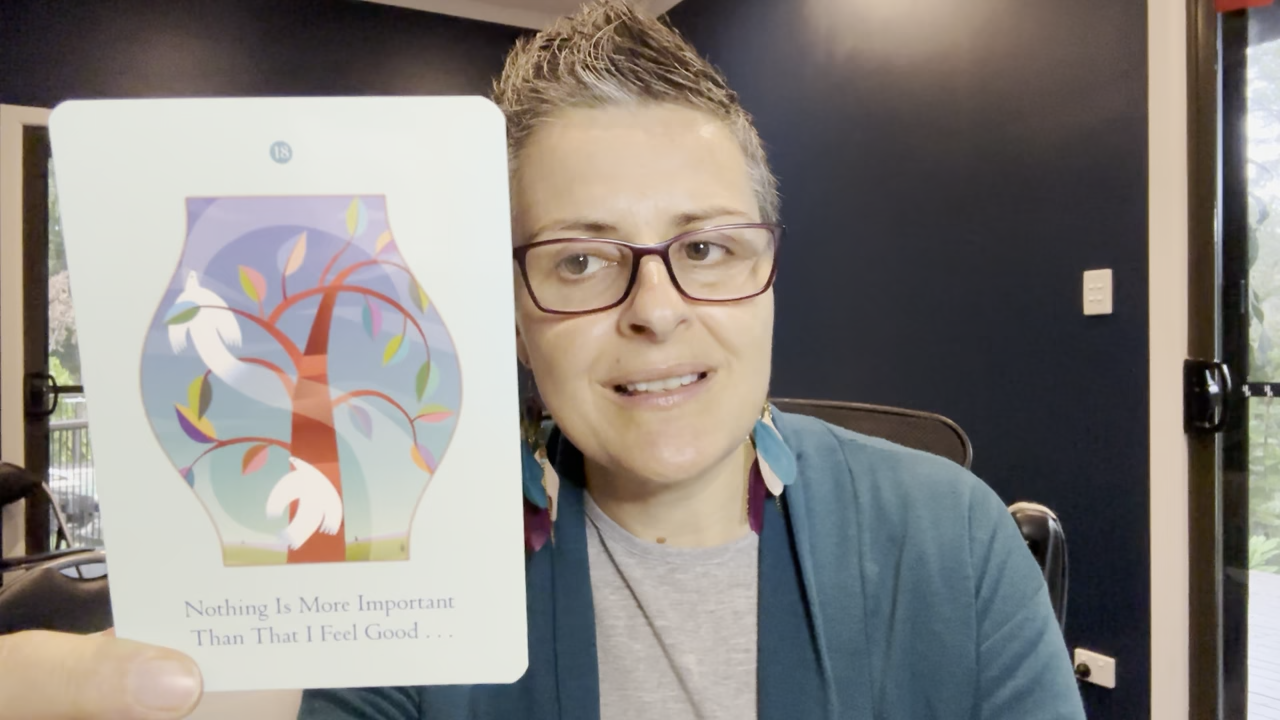 18
Nothing Is More Important
Than That I Feel Good . . .